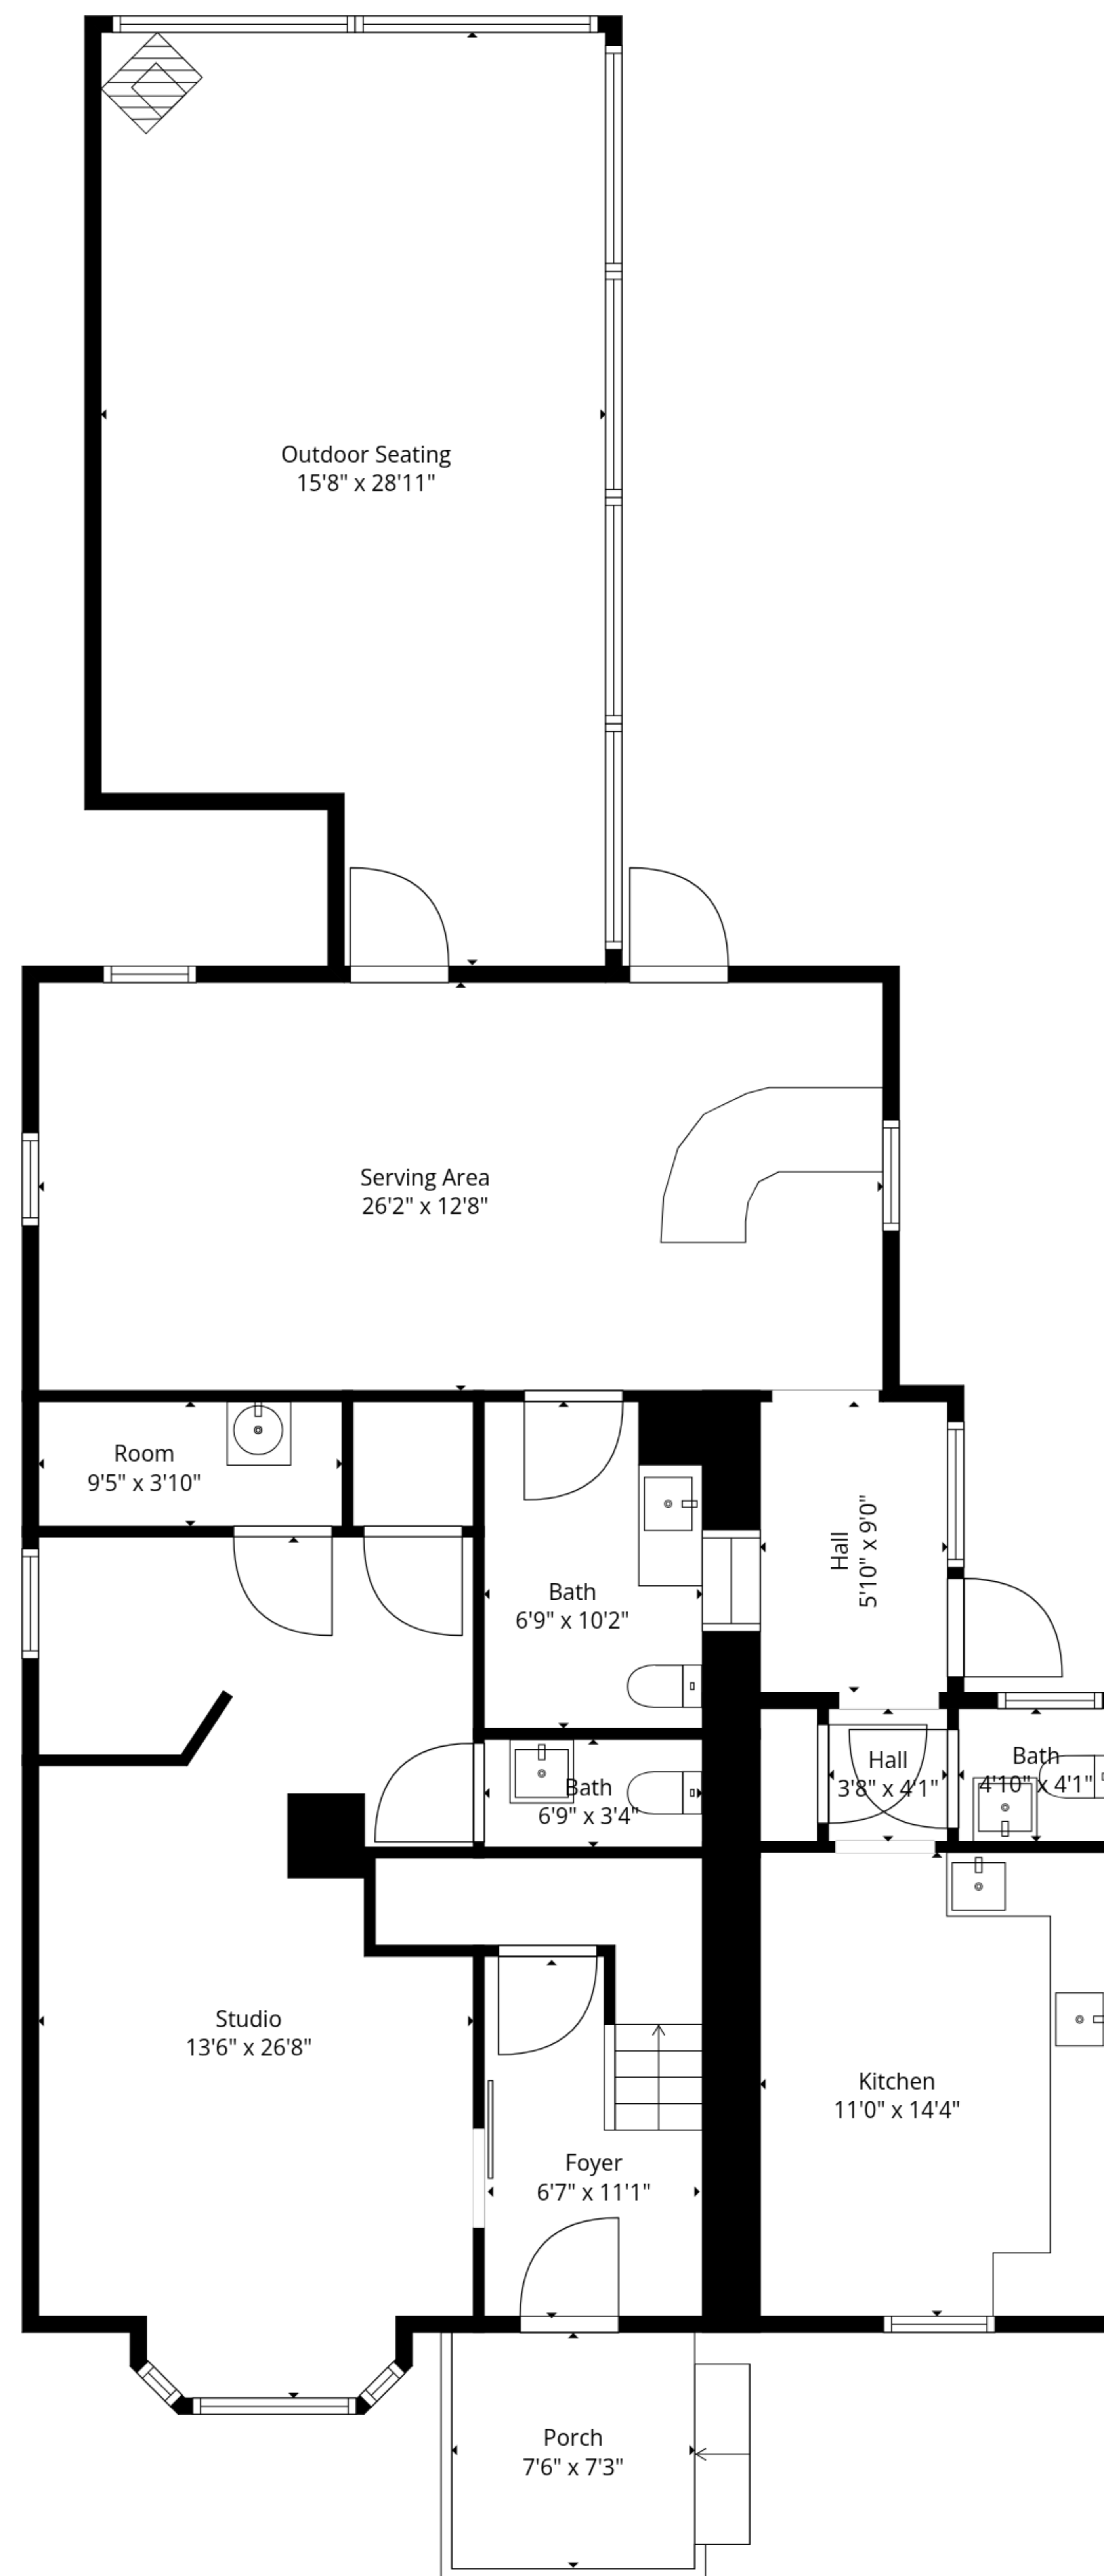 Outdoor Seating
15'8" x 28'11"
Serving Area
26'2" x 12'8"
Room
9'5" x 3'10"
Hall
5'10" x 9'0"
Bath
6'9" x 10'2"
Hall
3'8" x 4'1"
Bath
4'10" x 4'1"
Bath
6'9" x 3'4"
Studio
13'6" x 26'8"
Kitchen
11'0" x 14'4"
Foyer
6'7" x 11'1"
Porch
7'6" x 7'3"